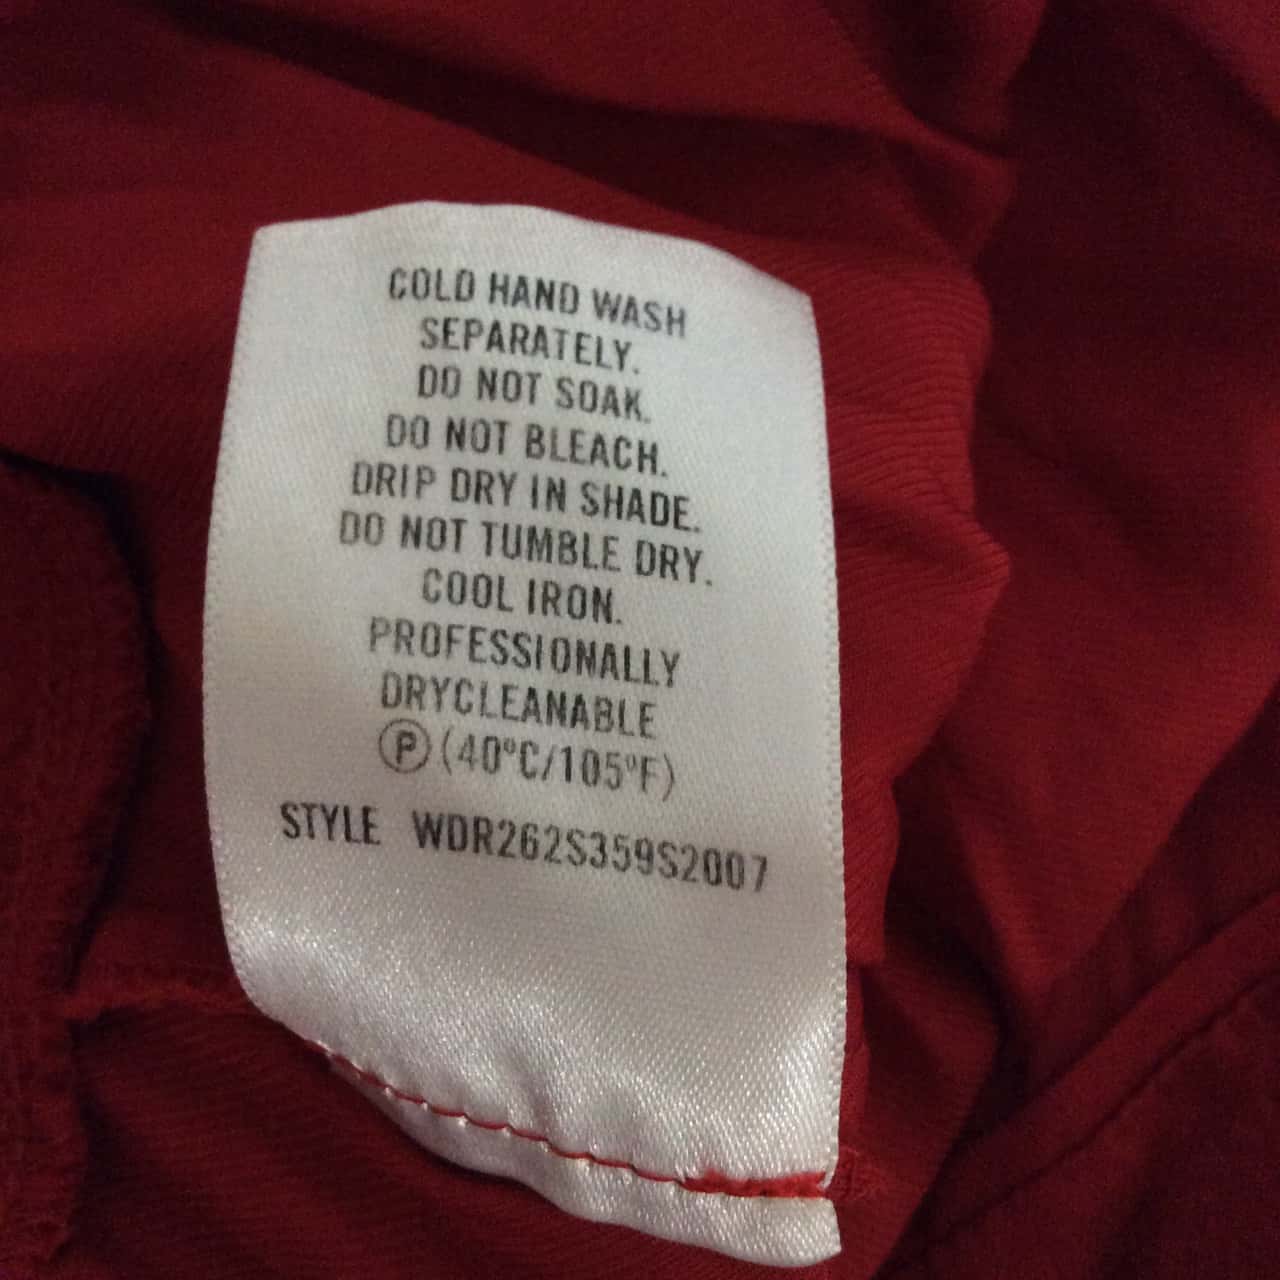 COLD HAND WASH
SEPARATELY.
DO NOT SOAK.
DO NOT BLEACH.
DRIP DRY IN SHADE.
DO NOT TUMBLE DRY.
COOL IRON.
PROFESSIONALLY
DRYCLEANABLE
Ⓟ (40°C/105°F)
STYLE WDR262S359S2007